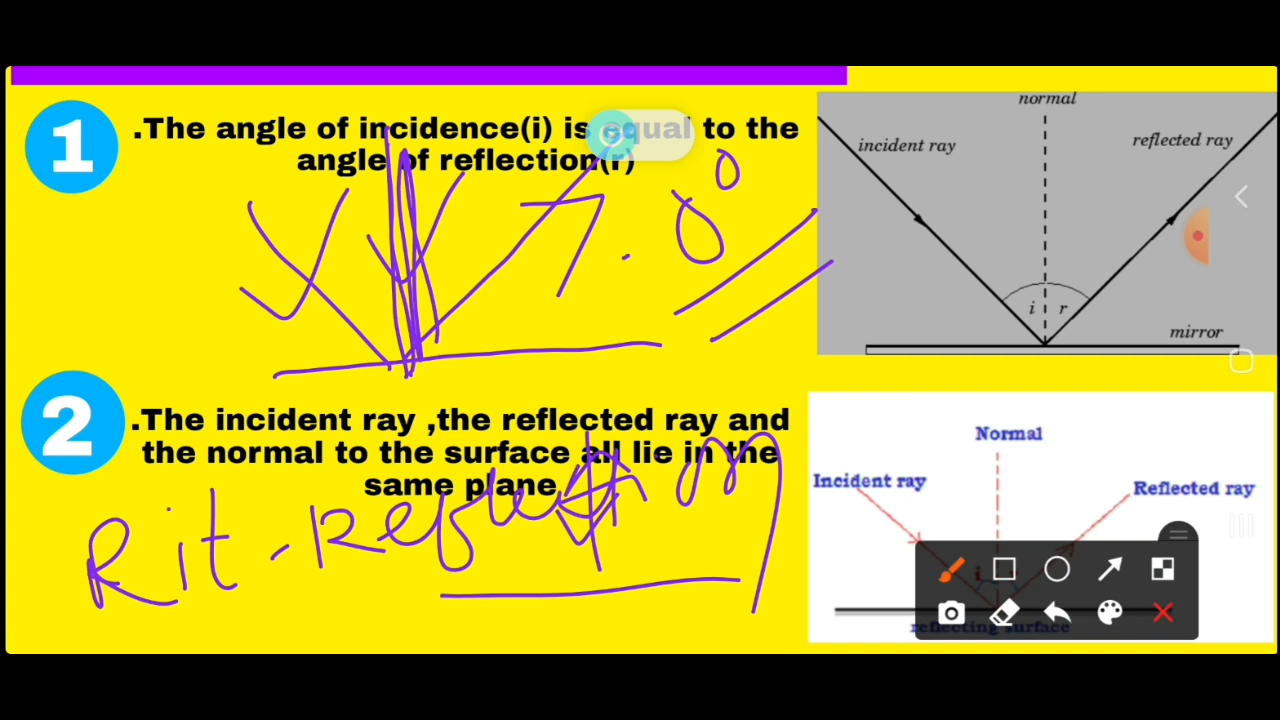 1
.The angle of incidence(i) is equal to the
angle of reflection(r)
normal
incident ray
reflected ray
i r
mirror
2
.The incident ray ,the reflected ray and
the normal to the surface all lie in the
same plane
Normal
Incident ray
Reflected ray
reflecting surface